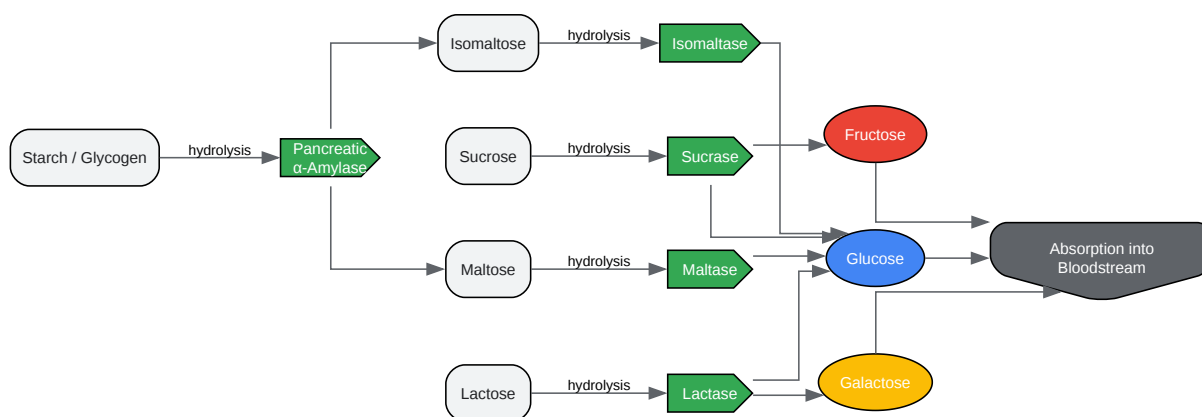 Isomaltose
hydrolysis
Isomaltase
Starch / Glycogen
hydrolysis
Pancreatic
α-Amylase
Sucrose
hydrolysis
Sucrase
Fructose
Maltose
hydrolysis
Maltase
Glucose
Absorption into
Bloodstream
Lactose
hydrolysis
Lactase
Galactose